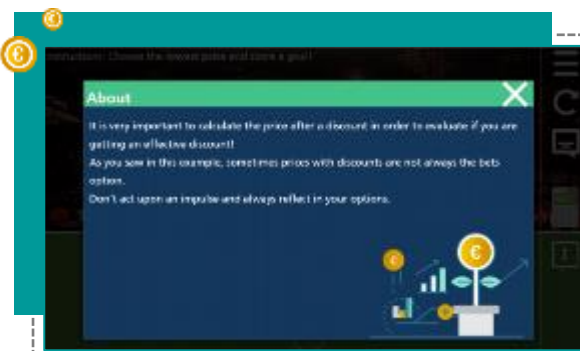 Instructions: Choose the lowest price and score a goal!
About
It is very important to calculate the price after a discount in order to evaluate if you are
getting an effective discount!
As you saw in this example, sometimes prices with discounts are not always the bets
option.
Don't act upon an impulse and always reflect in your options.